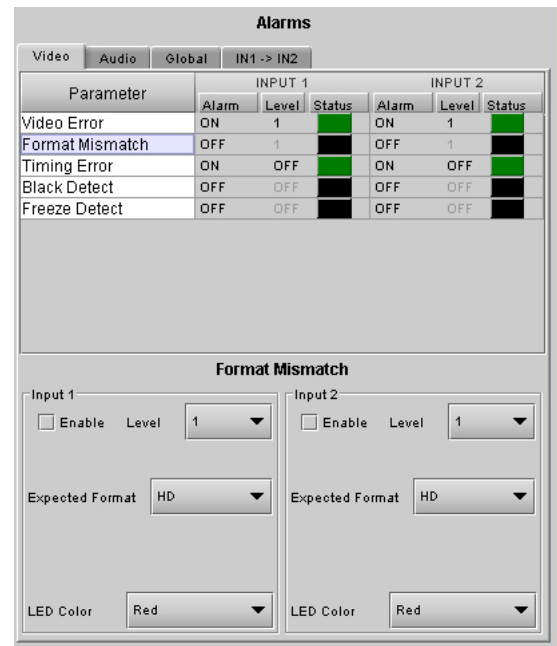 Alarms
Video Audio Global IN1 -> IN2
Parameter INPUT 1 INPUT 2
Alarm Level Status Alarm Level Status
Video Error ON 1 ON 1
Format Mismatch OFF 1 OFF 1
Timing Error ON OFF ON OFF
Black Detect OFF OFF OFF OFF
Freeze Detect OFF OFF OFF OFF
Format Mismatch
Input 1 Input 2
Enable Level 1 Enable Level 1
Expected Format HD Expected Format HD
LED Color Red LED Color Red